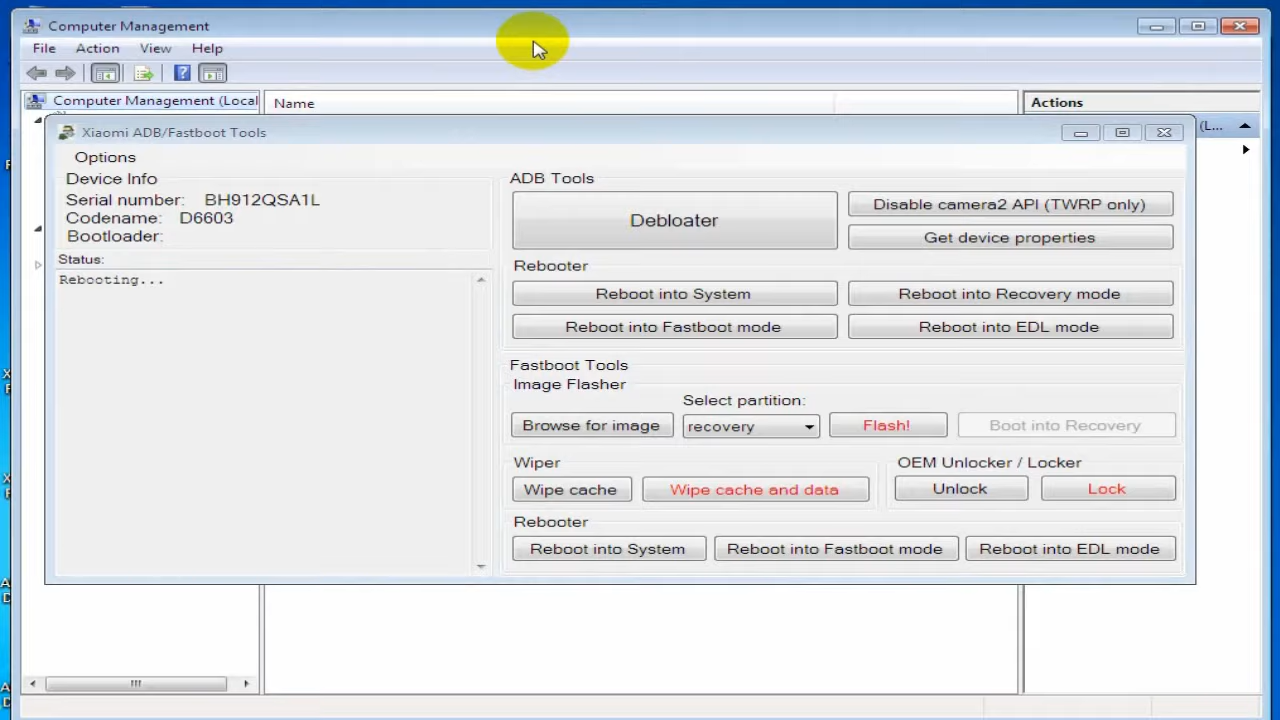 Computer Management
File Action View Help
Computer Management (Local
Name
Actions
(L...
Xiaomi ADB/Fastboot Tools
Options
Device Info
Serial number: BH912QSA1L
Codename: D6603
Bootloader:
Status:
Rebooting...
ADB Tools
Debloater
Disable camera2 API (TWRP only)
Get device properties
Rebooter
Reboot into System
Reboot into Recovery mode
Reboot into Fastboot mode
Reboot into EDL mode
Fastboot Tools
Image Flasher
Select partition:
Browse for image
recovery
Flash!
Boot into Recovery
Wiper
Wipe cache
Wipe cache and data
OEM Unlocker / Locker
Unlock
Lock
Rebooter
Reboot into System
Reboot into Fastboot mode
Reboot into EDL mode